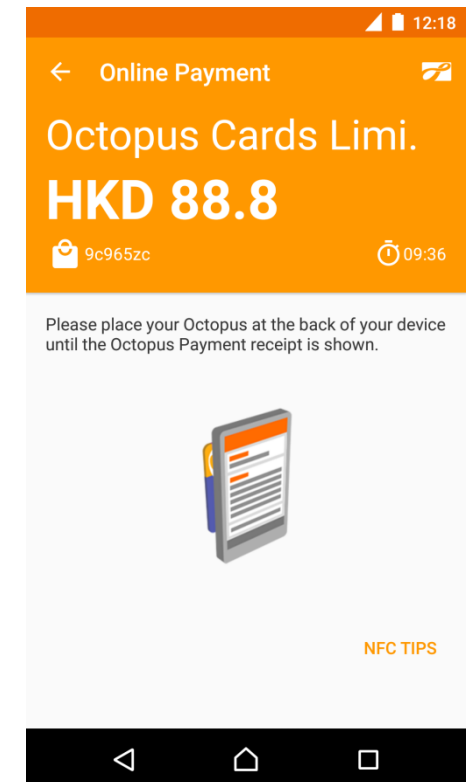 12:18
Online Payment
Octopus Cards Limi.
HKD 88.8
9c965zc
09:36
Please place your Octopus at the back of your device
until the Octopus Payment receipt is shown.
NFC TIPS